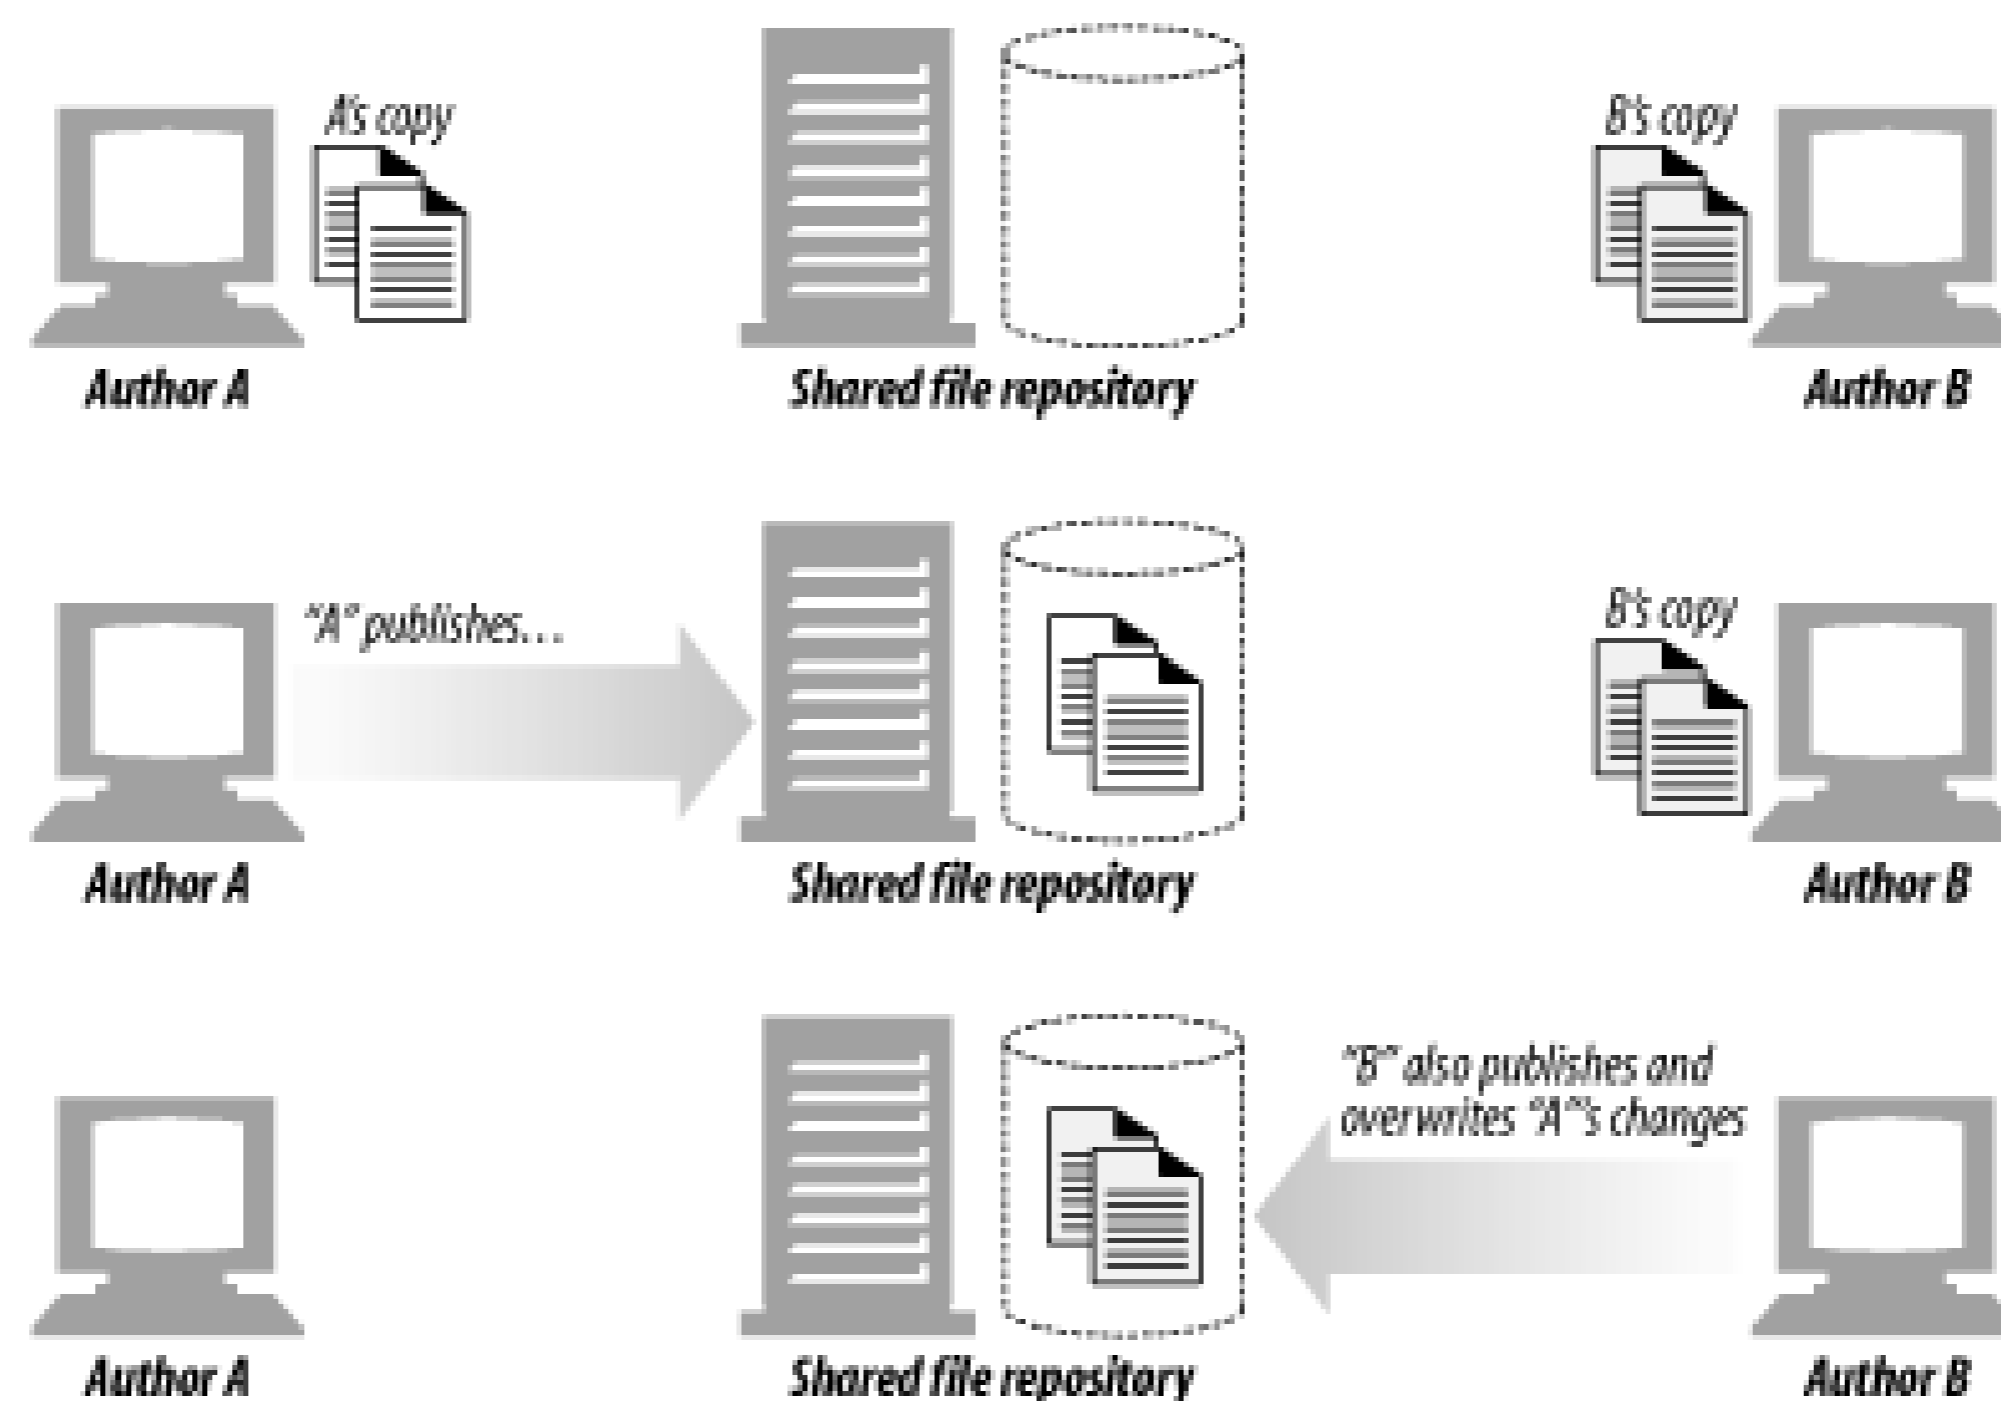 A's copy
B's copy
Author A
Shared file repository
Author B
"A" publishes...
B's copy
Author A
Shared file repository
Author B
"B" also publishes and
overwrites "A"'s changes
Author A
Shared file repository
Author B